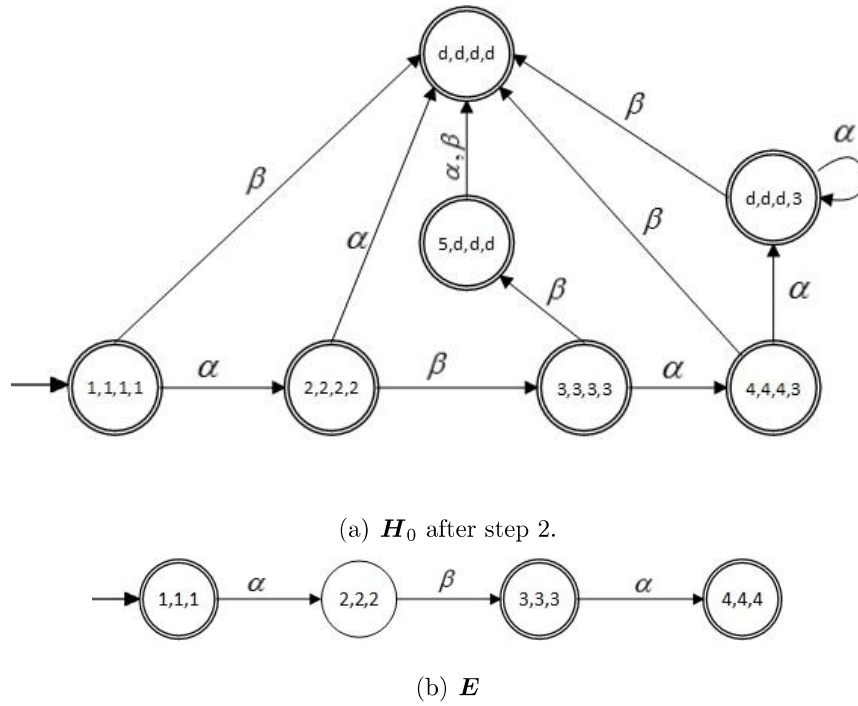 d,d,d,d
β
α
α,β
β
β
α
d,d,d,3
5,d,d,d
β
α
1,1,1,1
α
2,2,2,2
β
3,3,3,3
α
4,4,4,3
(a) H₀ after step 2.
1,1,1
α
2,2,2
β
3,3,3
α
4,4,4
(b) E